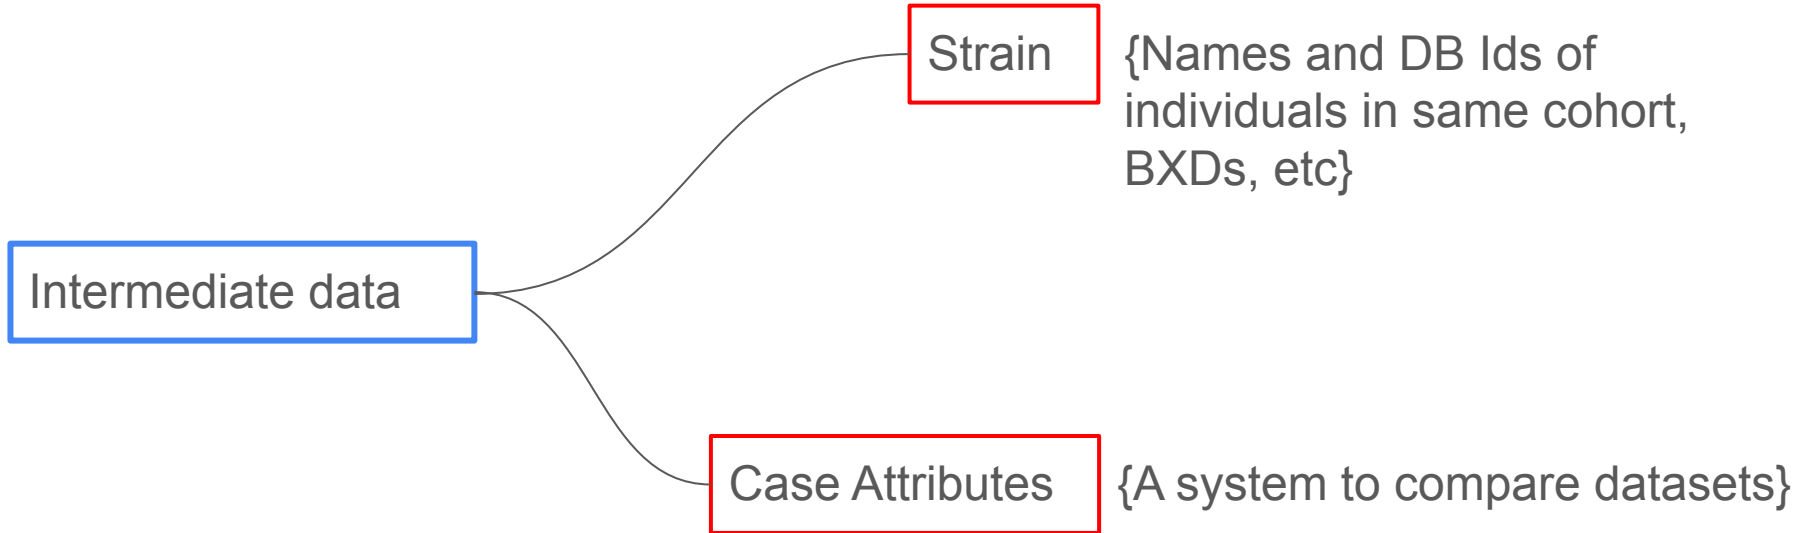 Strain
{Names and DB Ids of
individuals in same cohort,
BXDs, etc}
Intermediate data
Case Attributes
{A system to compare datasets}